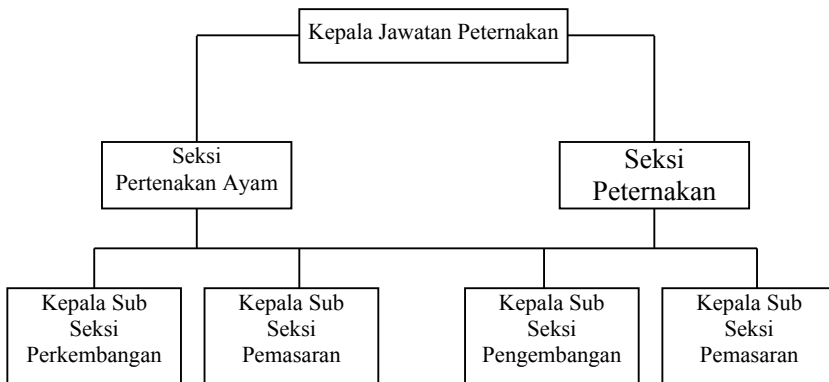 Kepala Jawatan Peternakan
Seksi
Pertenakan Ayam
Seksi
Peternakan
Kepala Sub
Seksi
Perkembangan
Kepala Sub
Seksi
Pemasaran
Kepala Sub
Seksi
Pengembangan
Kepala Sub
Seksi
Pemasaran